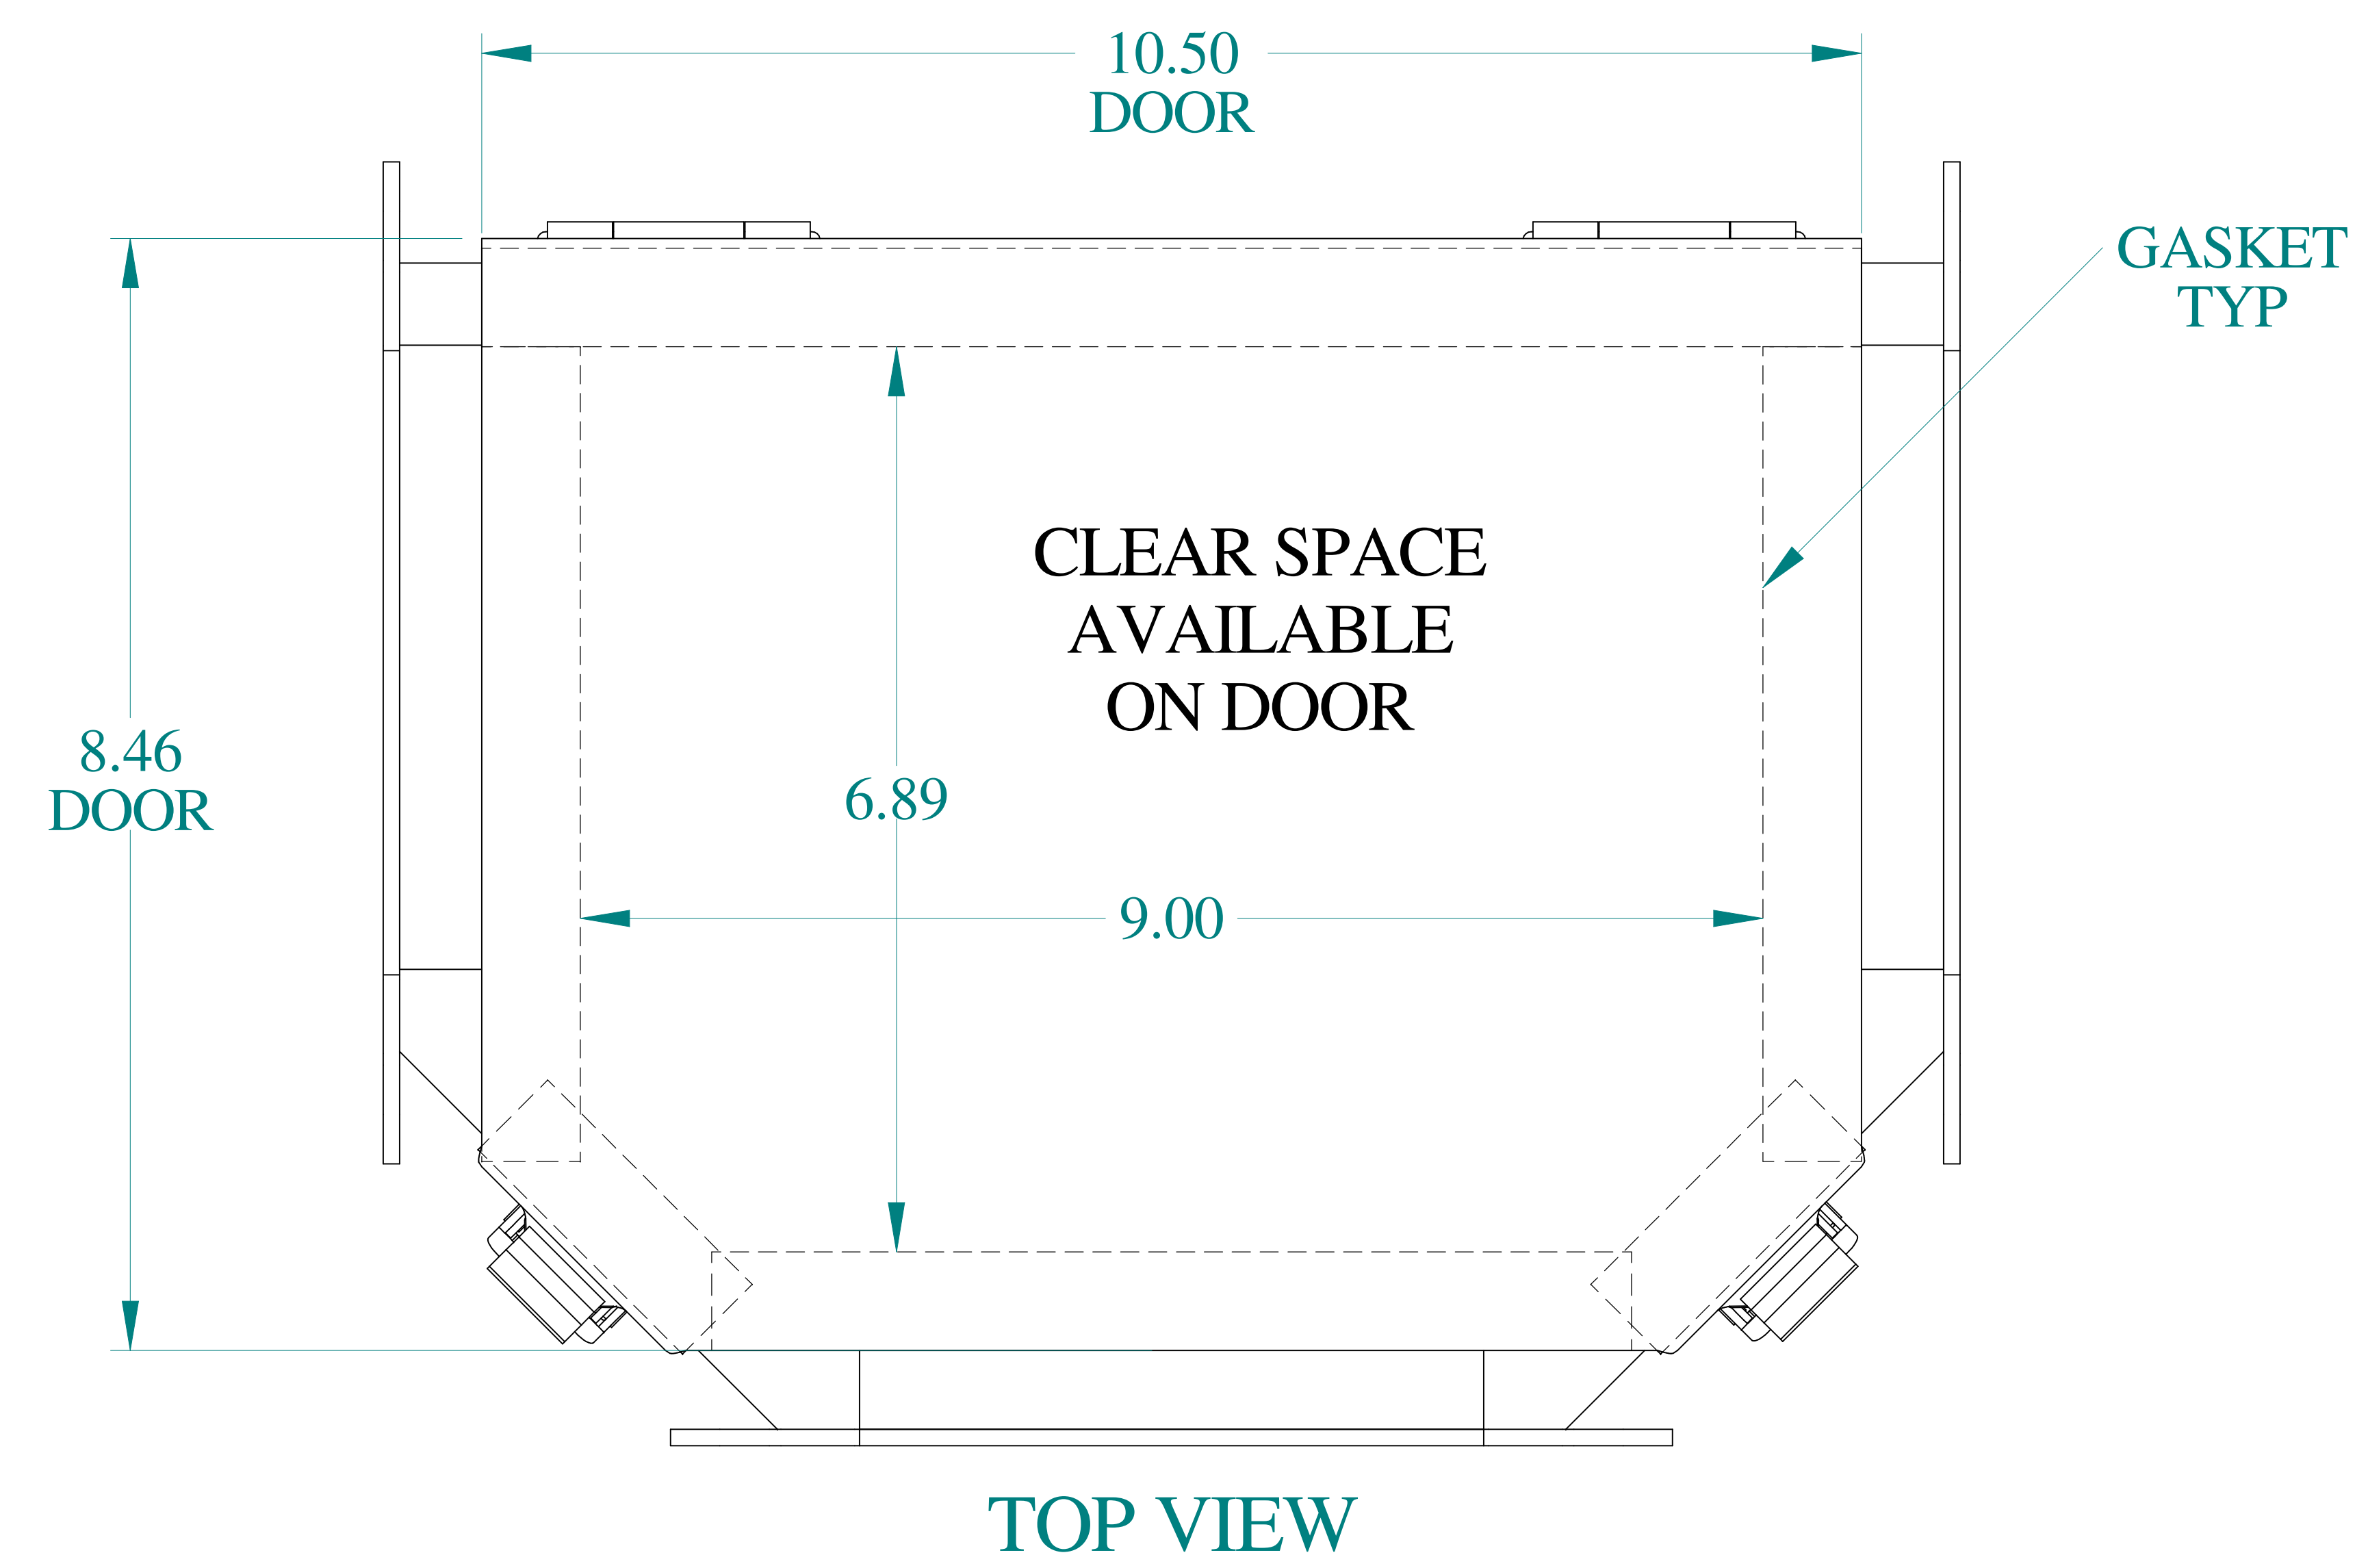 10.50
DOOR
GASKET
TYP
CLEAR SPACE
AVAILABLE
ON DOOR
8.46
DOOR
6.89
9.00
TOP VIEW